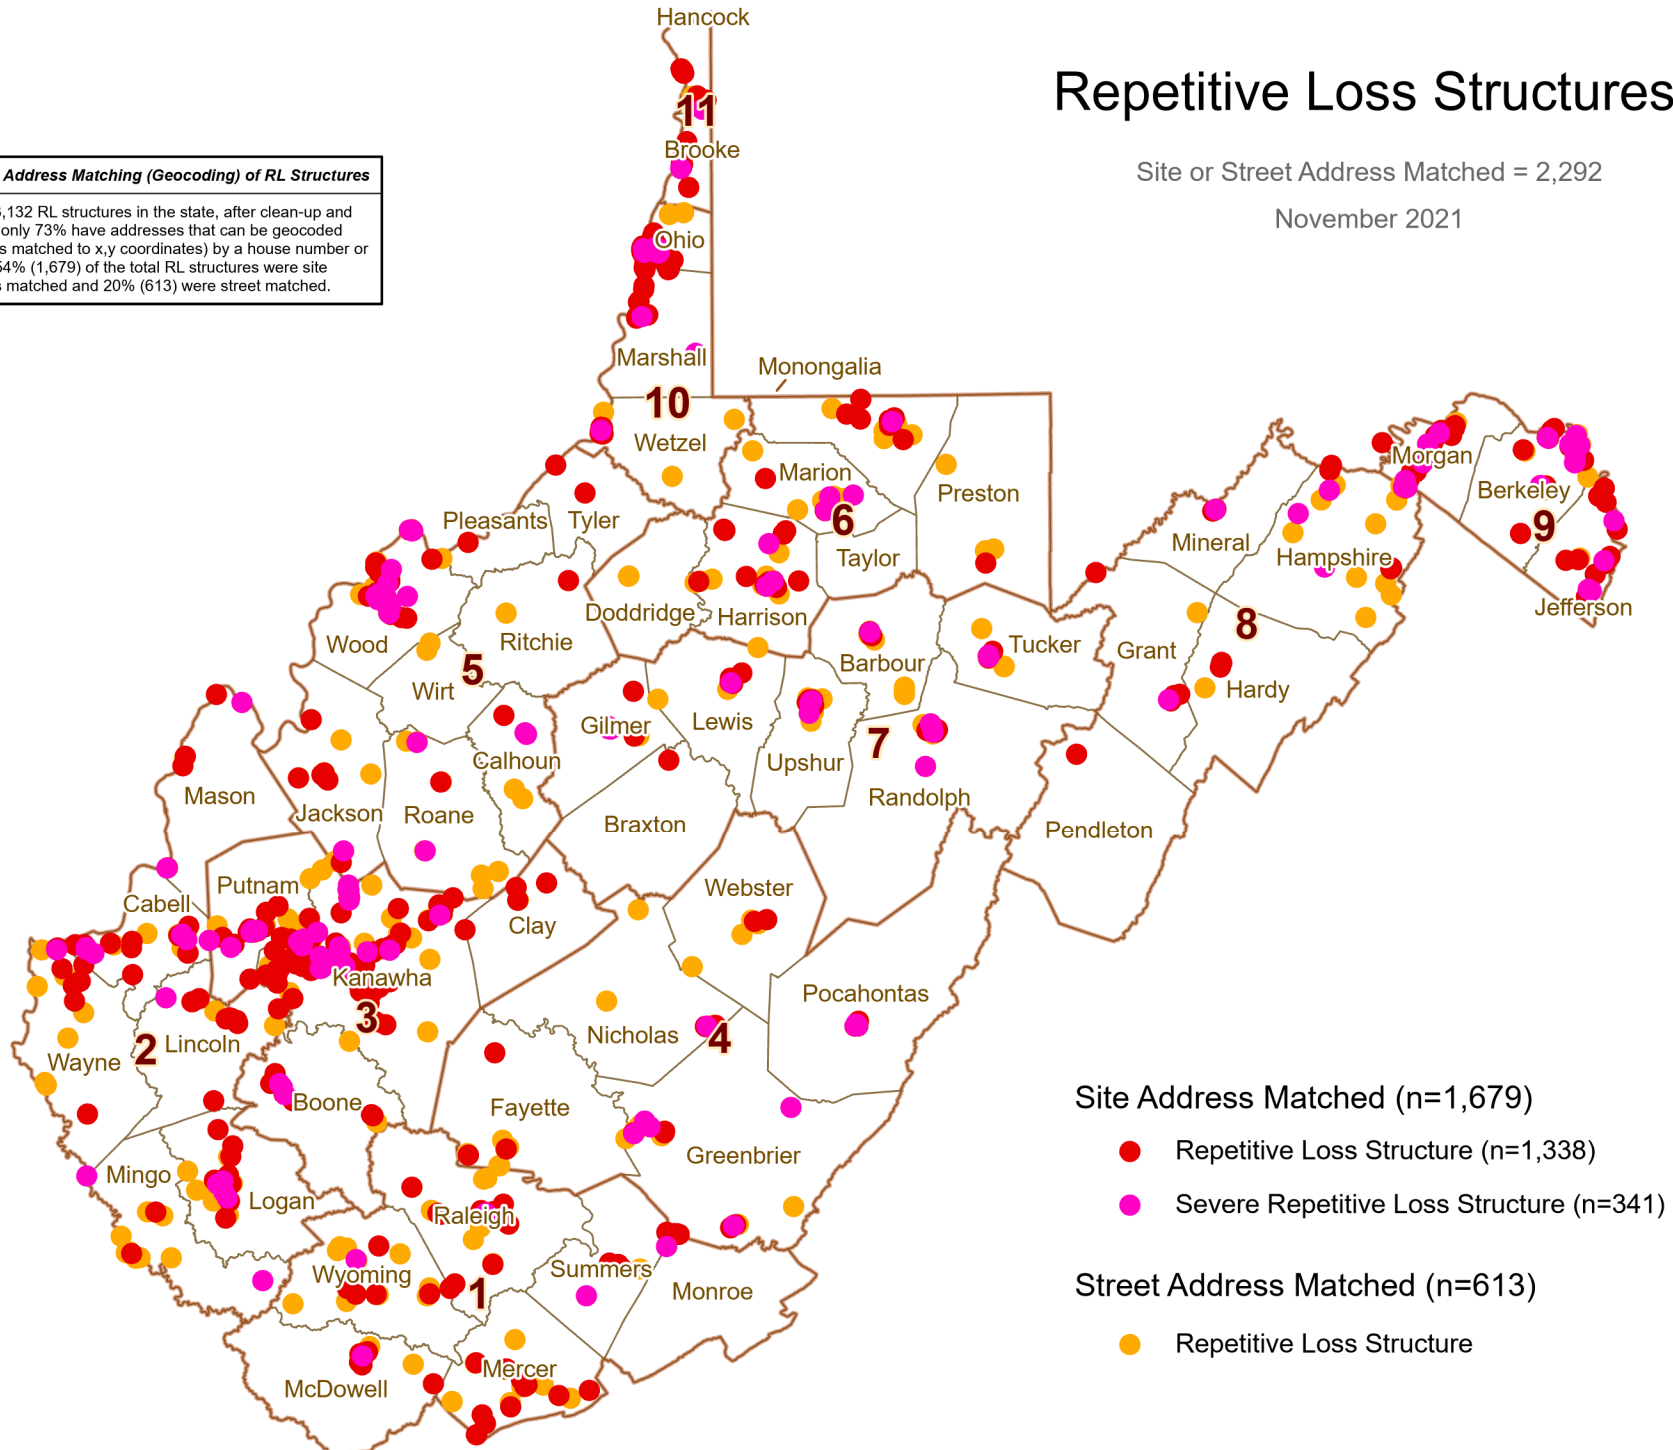 Repetitive Loss Structures
Site or Street Address Matched = 2,292
November 2021
Address Matching (Geocoding) of RL Structures
,132 RL structures in the state, after clean-up and
only 73% have addresses that can be geocoded
s matched to x,y coordinates) by a house number or
54% (1,679) of the total RL structures were site
s matched and 20% (613) were street matched.
Hancock
11
Brooke
Ohio
Marshall
Monongalia
10
Wetzel
Marion
Preston
Morgan
Berkeley
9
Pleasants
Tyler
6
Taylor
Mineral
Hampshire
Jefferson
Doddridge
Harrison
Wood
Ritchie
5
Wirt
Barbour
Tucker
Grant
8
Hardy
Gilmer
Lewis
Upshur
7
Calhoun
Mason
Jackson
Roane
Randolph
Braxton
Pendleton
Putnam
Cabell
Webster
Clay
Kanawha
3
Pocahontas
Nicholas
4
2
Lincoln
Wayne
Boone
Fayette
Greenbrier
Mingo
Logan
Raleigh
Summers
Wyoming
1
Monroe
Mercer
McDowell
Site Address Matched (n=1,679)
Repetitive Loss Structure (n=1,338)
Severe Repetitive Loss Structure (n=341)
Street Address Matched (n=613)
Repetitive Loss Structure